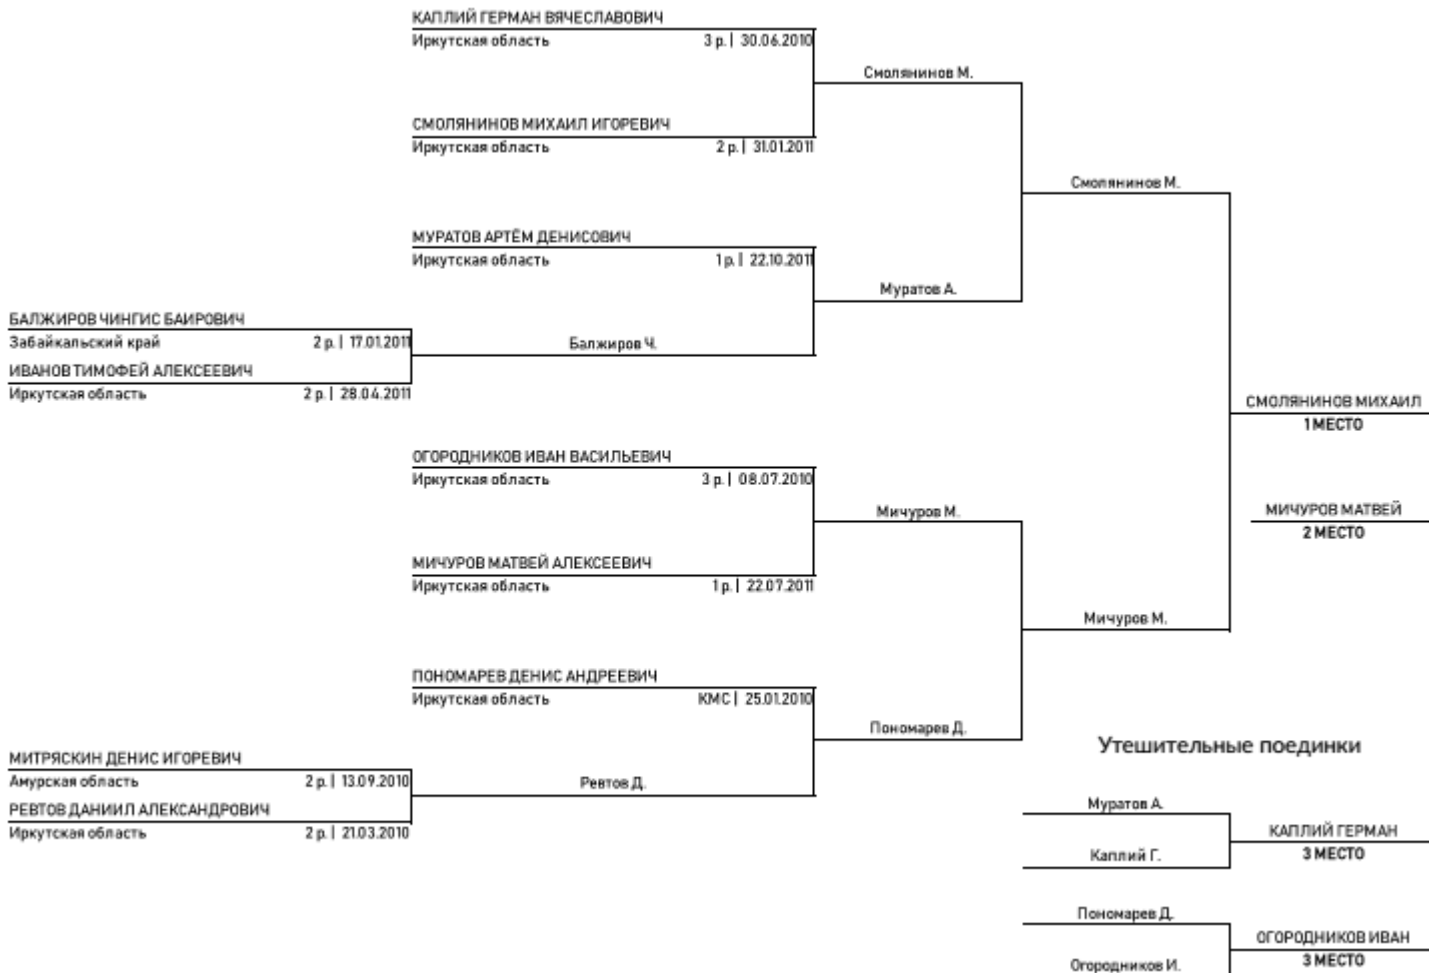 КАПЛИЙ ГЕРМАН ВЯЧЕСЛАВОВИЧ
Иркутская область 3 р. | 30.06.2010
Смолянинов М.
СМОЛЯНИНОВ МИХАИЛ ИГОРЕВИЧ
Иркутская область 2 р. | 31.01.2011
Смолянинов М.
МУРАТОВ АРТЁМ ДЕНИСОВИЧ
Иркутская область 1 р. | 22.10.2011
Муратов А.
БАЛЖИРОВ ЧИНГИС БАИРОВИЧ
Забайкальский край 2 р. | 17.01.2011
Балжиров Ч.
ИВАНОВ ТИМОФЕЙ АЛЕКСЕЕВИЧ
Иркутская область 2 р. | 28.04.2011
СМОЛЯНИНОВ МИХАИЛ
1 МЕСТО
ОГОРОДНИКОВ ИВАН ВАСИЛЬЕВИЧ
Иркутская область 3 р. | 08.07.2010
Мичуров М.
МИЧУРОВ МАТВЕЙ
2 МЕСТО
МИЧУРОВ МАТВЕЙ АЛЕКСЕЕВИЧ
Иркутская область 1 р. | 22.07.2011
Мичуров М.
ПОНОМАРЕВ ДЕНИС АНДРЕЕВИЧ
Иркутская область КМС | 25.01.2010
Пономарев Д.
Утешительные поединки
МИТРЯСКИН ДЕНИС ИГОРЕВИЧ
Амурская область 2 р. | 13.09.2010
Ревтов Д.
РЕВТОВ ДАНИИЛ АЛЕКСАНДРОВИЧ
Иркутская область 2 р. | 21.03.2010
Муратов А.
КАПЛИЙ ГЕРМАН
3 МЕСТО
Каплий Г.
Пономарев Д.
ОГОРОДНИКОВ ИВАН
3 МЕСТО
Огородников И.